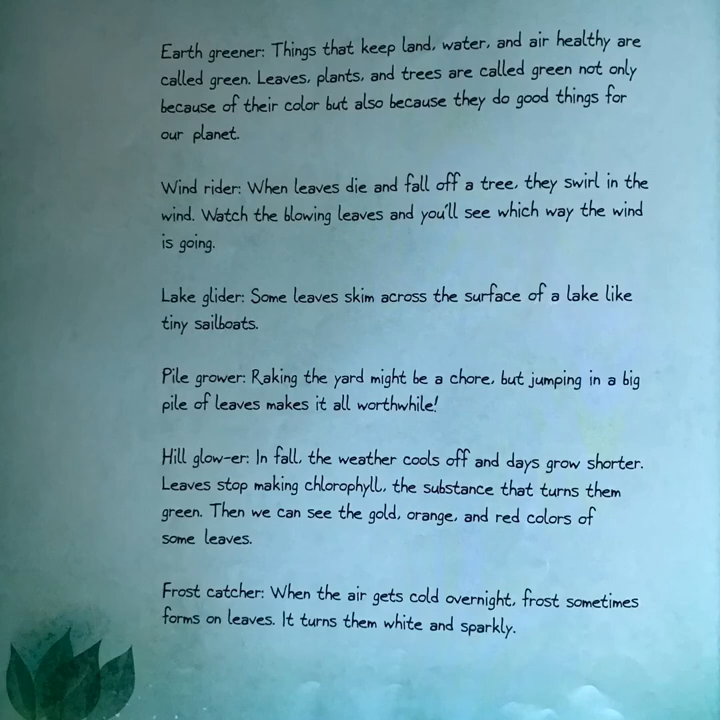 Earth greener: Things that keep land, water, and air healthy are
called green. Leaves, plants, and trees are called green not only
because of their color but also because they do good things for
our planet.
Wind rider: When leaves die and fall off a tree, they swirl in the
wind. Watch the blowing leaves and you'll see which way the wind
is going.
Lake glider: Some leaves skim across the surface of a lake like
tiny sailboats.
Pile grower: Raking the yard might be a chore, but jumping in a big
pile of leaves makes it all worthwhile!
Hill glow-er: In fall, the weather cools off and days grow shorter.
Leaves stop making chlorophyll, the substance that turns them
green. Then we can see the gold, orange, and red colors of
some leaves.
Frost catcher: When the air gets cold overnight, frost sometimes
forms on leaves. It turns them white and sparkly.